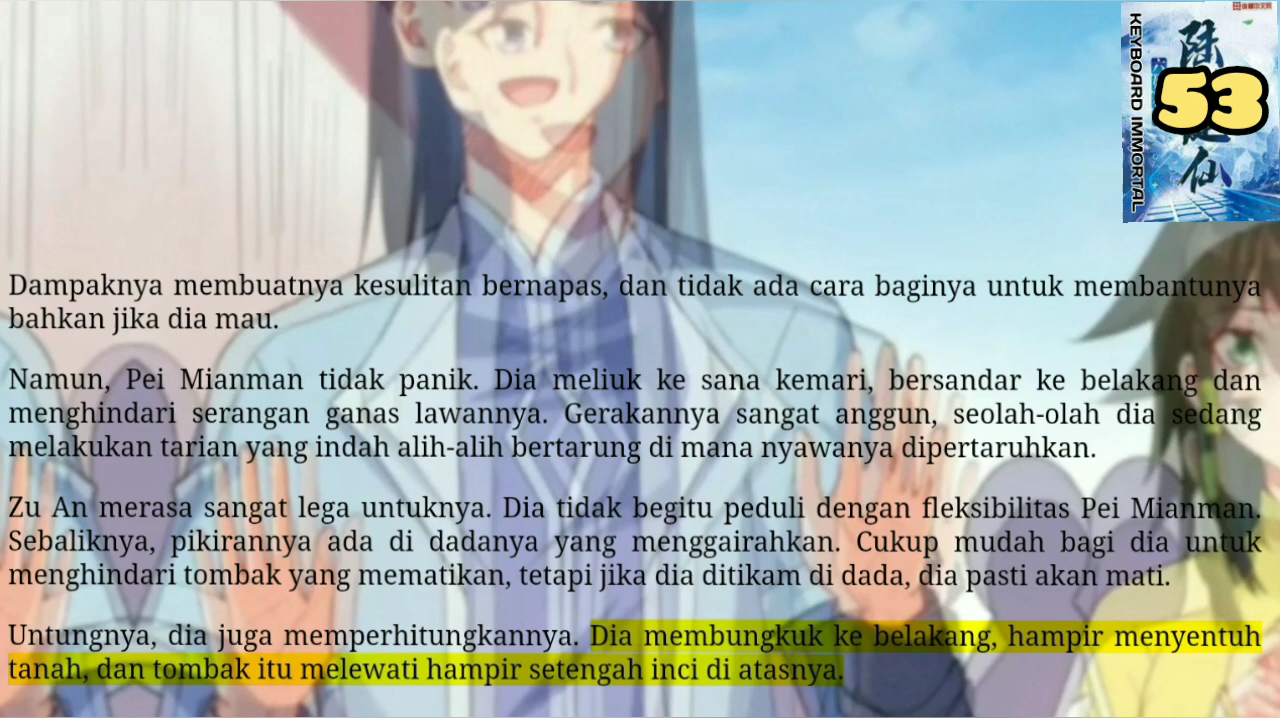 KEYBOARD IMMORTAL
53
Dampaknya membuatnya kesulitan bernapas, dan tidak ada cara baginya untuk membantunya
bahkan jika dia mau.
Namun, Pei Mianman tidak panik. Dia meliuk ke sana kemari, bersandar ke belakang dan
menghindari serangan ganas lawannya. Gerakannya sangat anggun, seolah-olah dia sedang
melakukan tarian yang indah alih-alih bertarung di mana nyawanya dipertaruhkan.
Zu An merasa sangat lega untuknya. Dia tidak begitu peduli dengan fleksibilitas Pei Mianman.
Sebaliknya, pikirannya ada di dadanya yang menggairahkan. Cukup mudah bagi dia untuk
menghindari tombak yang mematikan, tetapi jika dia ditikam di dada, dia pasti akan mati.
Untungnya, dia juga memperhitungkannya. Dia membungkuk ke belakang, hampir menyentuh
tanah, dan tombak itu melewati hampir setengah inci di atasnya.